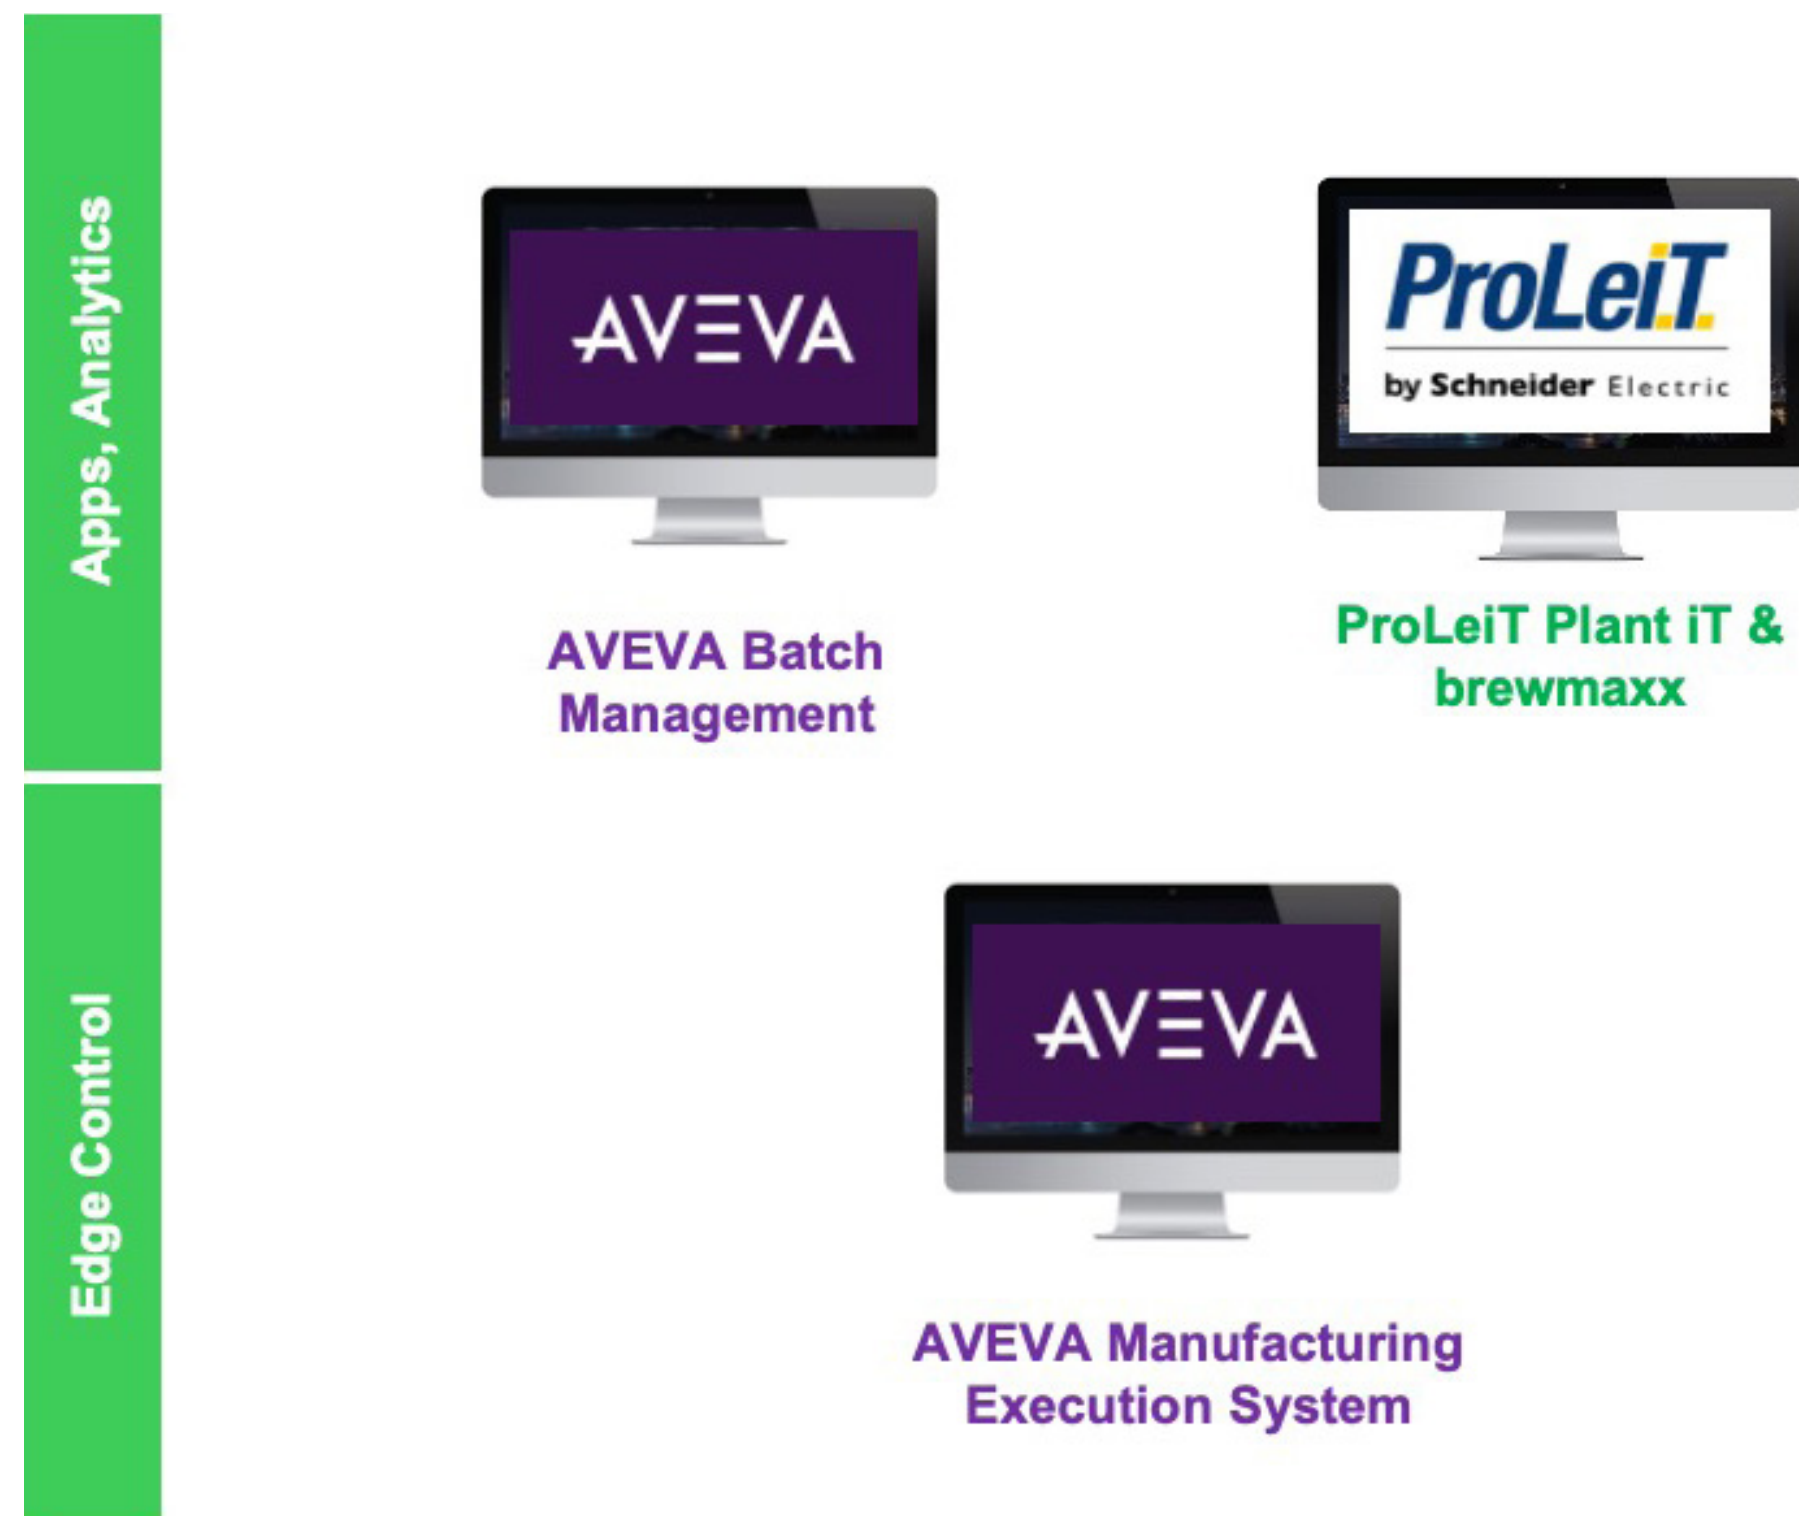 Apps, Analytics
AVEVA
ProLeiT
by Schneider Electric
AVEVA Batch
Management
ProLeiT Plant iT &
brewmaxx
Edge Control
AVEVA
AVEVA Manufacturing
Execution System